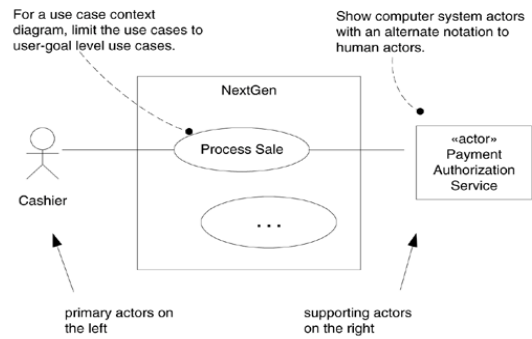 For a use case context
diagram, limit the use cases to
user-goal level use cases.
Show computer system actors
with an alternate notation to
human actors.
NextGen
Process Sale
«actor»
Payment
Authorization
Service
Cashier
...
primary actors on
the left
supporting actors
on the right